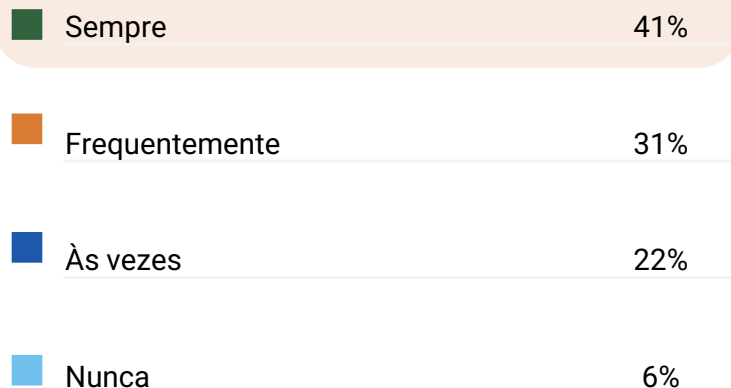 Sempre 41%
Frequentemente 31%
Às vezes 22%
Nunca 6%